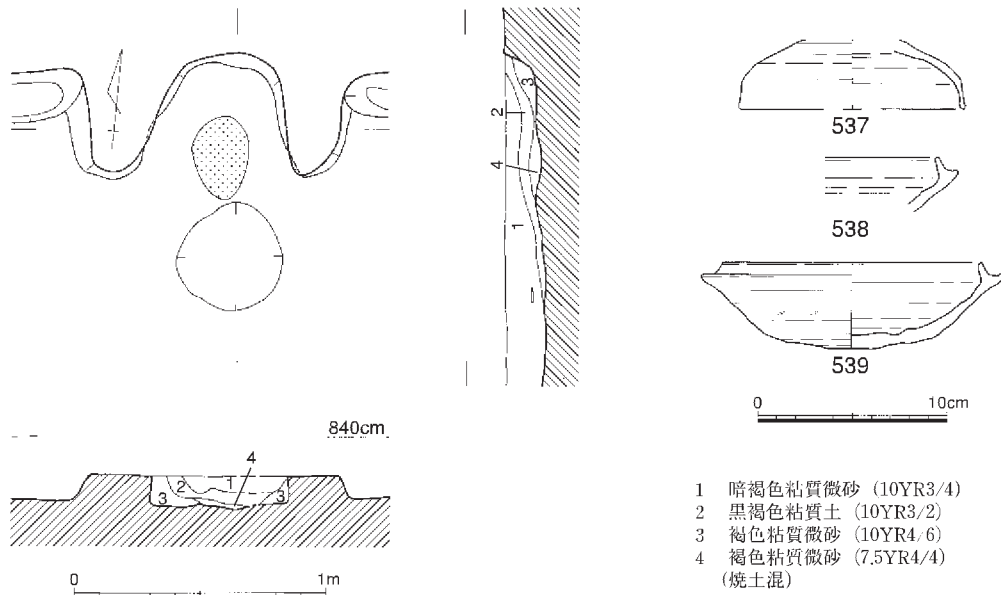 3
2
4
1
537
538
539
0 10cm
840cm
4
3 2 1 3
0 1m
1 暗褐色粘質微砂 (10YR3/4)
2 黒褐色粘質土 (10YR3/2)
3 褐色粘質微砂 (10YR4/6)
4 褐色粘質微砂 (7.5YR4/4)
(焼土混)